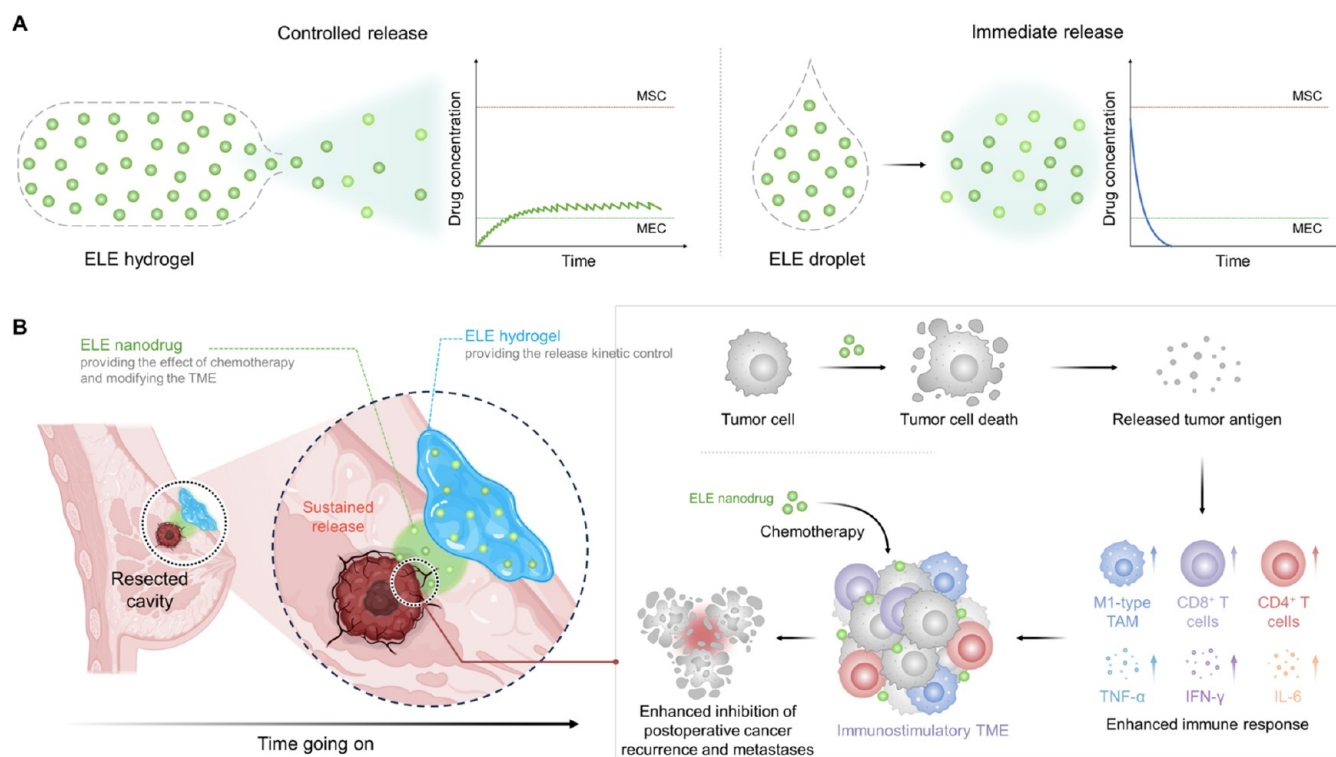 A
Controlled release
Drug concentration
MSC
MEC
Time
ELE hydrogel
Immediate release
ELE droplet
Drug concentration
MSC
MEC
Time
B
ELE nanodrug
providing the effect of chemotherapy
and modifying the TME
ELE hydrogel
providing the release kinetic control
Sustained
release
Resected
cavity
Time going on
Tumor cell
Tumor cell death
Released tumor antigen
ELE nanodrug
Chemotherapy
M1-type
TAM
CD8⁺ T
cells
CD4⁺ T
cells
TNF-α
IFN-γ
IL-6
Enhanced immune response
Immunostimulatory TME
Enhanced inhibition of
postoperative cancer
recurrence and metastases